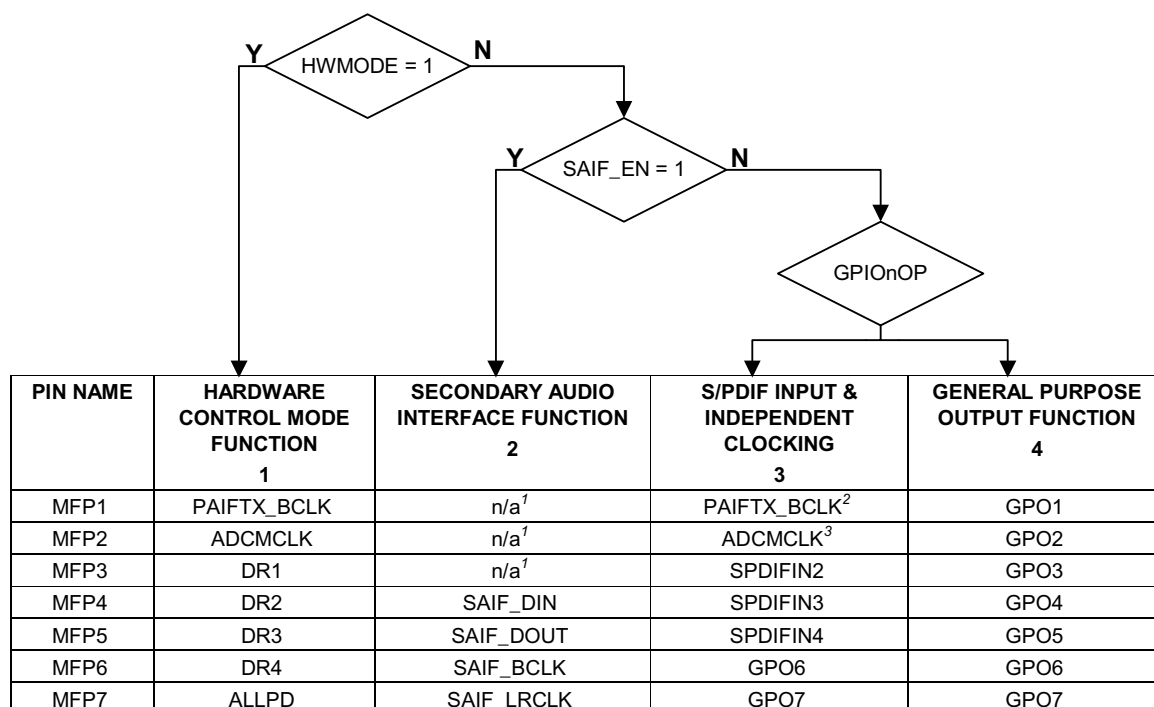 HWMODE = 1
Y
N
SAIF_EN = 1
Y
N
GPIOnOP
PIN NAME
HARDWARE
CONTROL MODE
FUNCTION
1
SECONDARY AUDIO
INTERFACE FUNCTION
2
S/PDIF INPUT &
INDEPENDENT
CLOCKING
3
GENERAL PURPOSE
OUTPUT FUNCTION
4
MFP1 PAIFTX_BCLK n/a1 PAIFTX_BCLK2 GPO1
MFP2 ADCMCLK n/a1 ADCMCLK3 GPO2
MFP3 DR1 n/a1 SPDIFIN2 GPO3
MFP4 DR2 SAIF_DIN SPDIFIN3 GPO4
MFP5 DR3 SAIF_DOUT SPDIFIN4 GPO5
MFP6 DR4 SAIF_BCLK GPO6 GPO6
MFP7 ALLPD SAIF_LRCLK GPO7 GPO7